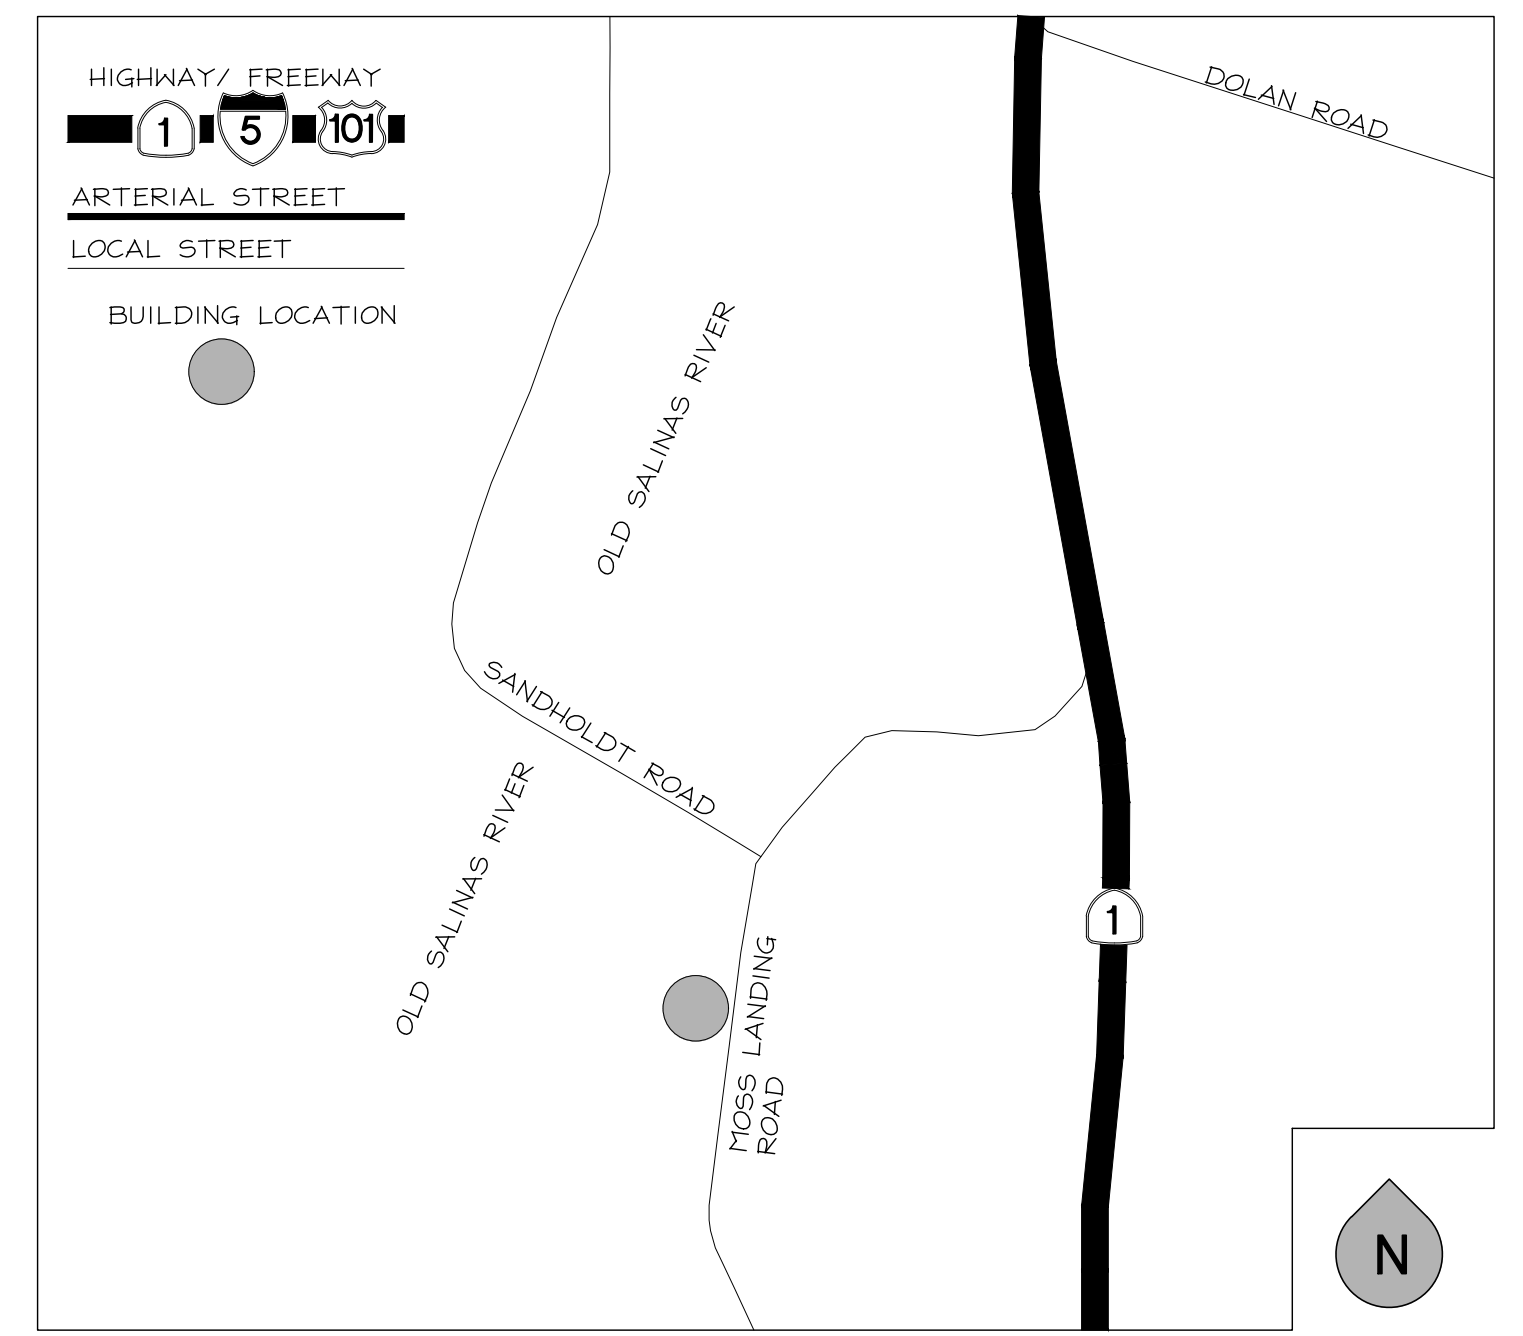 HIGHWAY/ FREEWAY
1
5
101
ARTERIAL STREET
LOCAL STREET
BUILDING LOCATION
DOLAN ROAD
OLD SALINAS RIVER
SANDHOLDT ROAD
OLD SALINAS RIVER
MOSS LANDING
ROAD
1
N